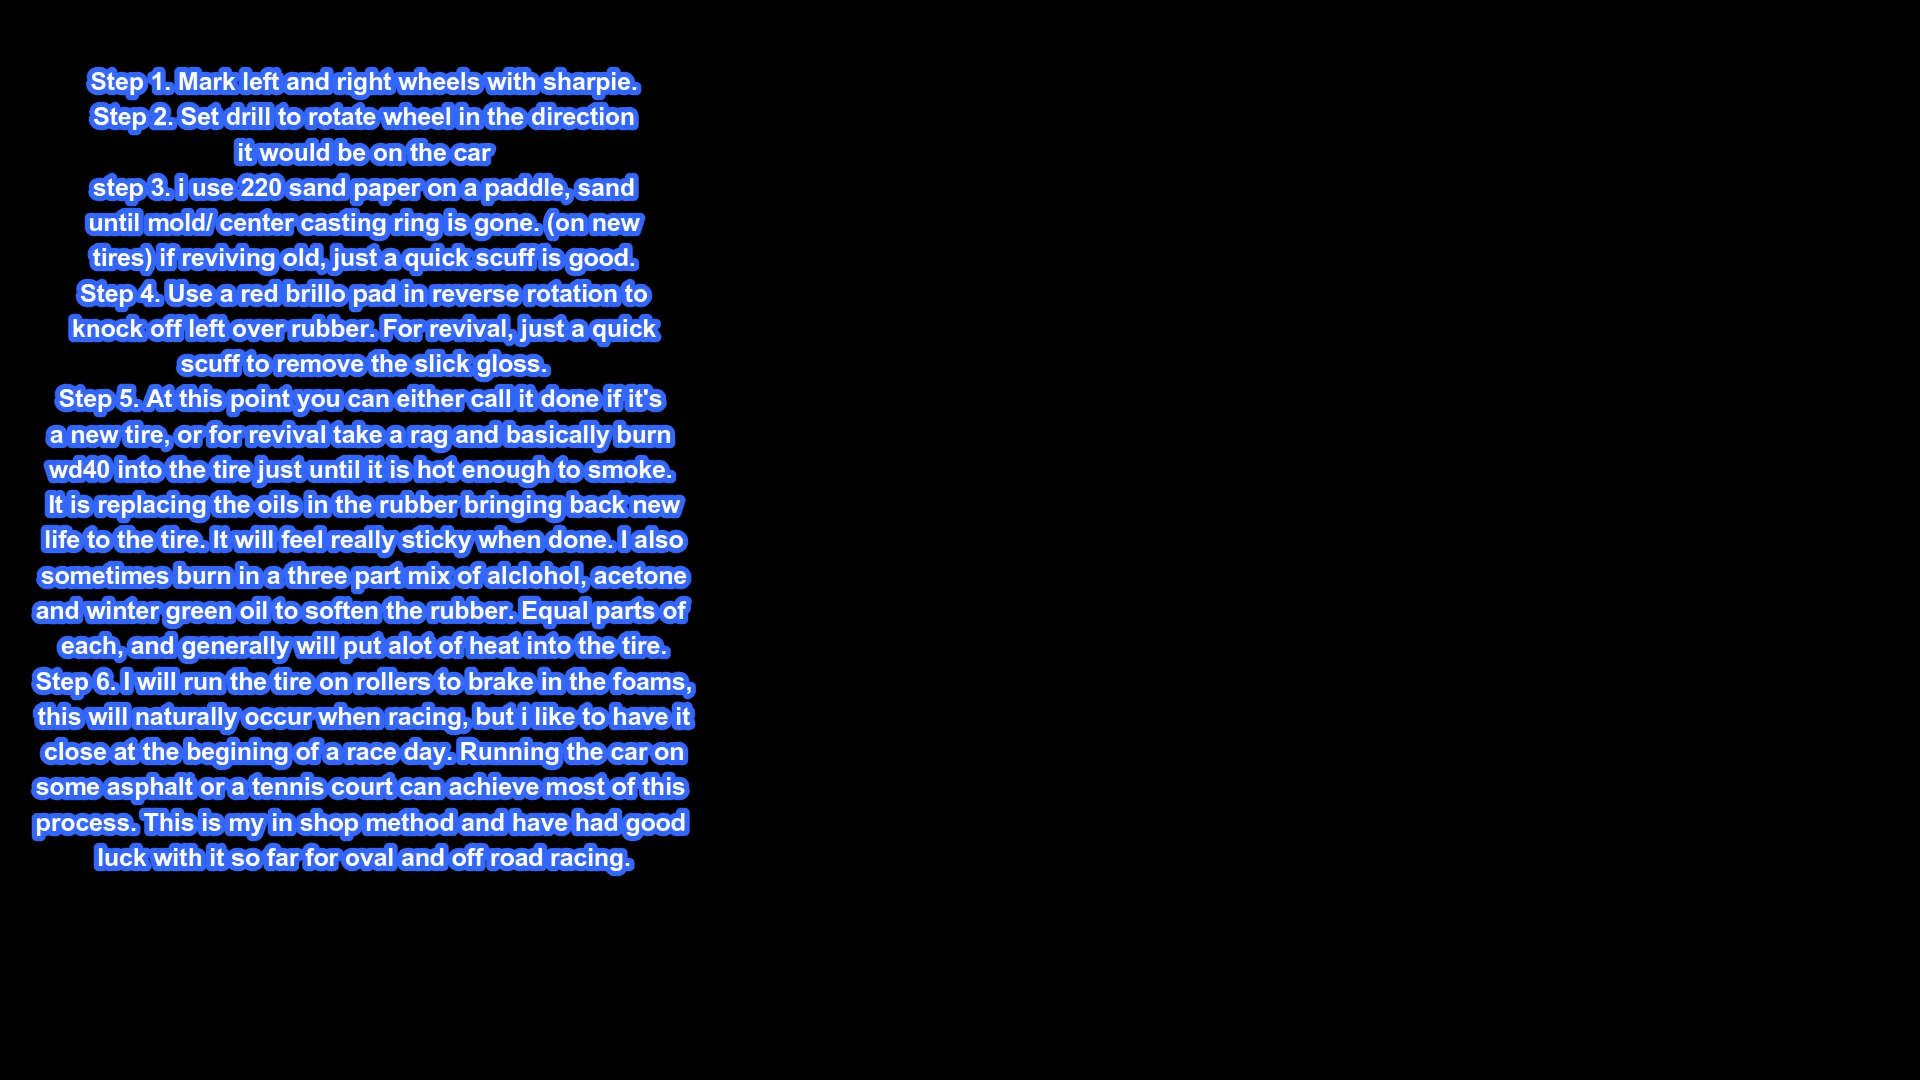 Step 1. Mark left and right wheels with sharpie.
Step 2. Set drill to rotate wheel in the direction
it would be on the car
step 3. i use 220 sand paper on a paddle, sand
until mold/ center casting ring is gone. (on new
tires) if reviving old, just a quick scuff is good.
Step 4. Use a red brillo pad in reverse rotation to
knock off left over rubber. For revival, just a quick
scuff to remove the slick gloss.
Step 5. At this point you can either call it done if it's
a new tire, or for revival take a rag and basically burn
wd40 into the tire just until it is hot enough to smoke.
It is replacing the oils in the rubber bringing back new
life to the tire. It will feel really sticky when done. I also
sometimes burn in a three part mix of alclohol, acetone
and winter green oil to soften the rubber. Equal parts of
each, and generally will put alot of heat into the tire.
Step 6. I will run the tire on rollers to brake in the foams,
this will naturally occur when racing, but i like to have it
close at the begining of a race day. Running the car on
some asphalt or a tennis court can achieve most of this
process. This is my in shop method and have had good
luck with it so far for oval and off road racing.